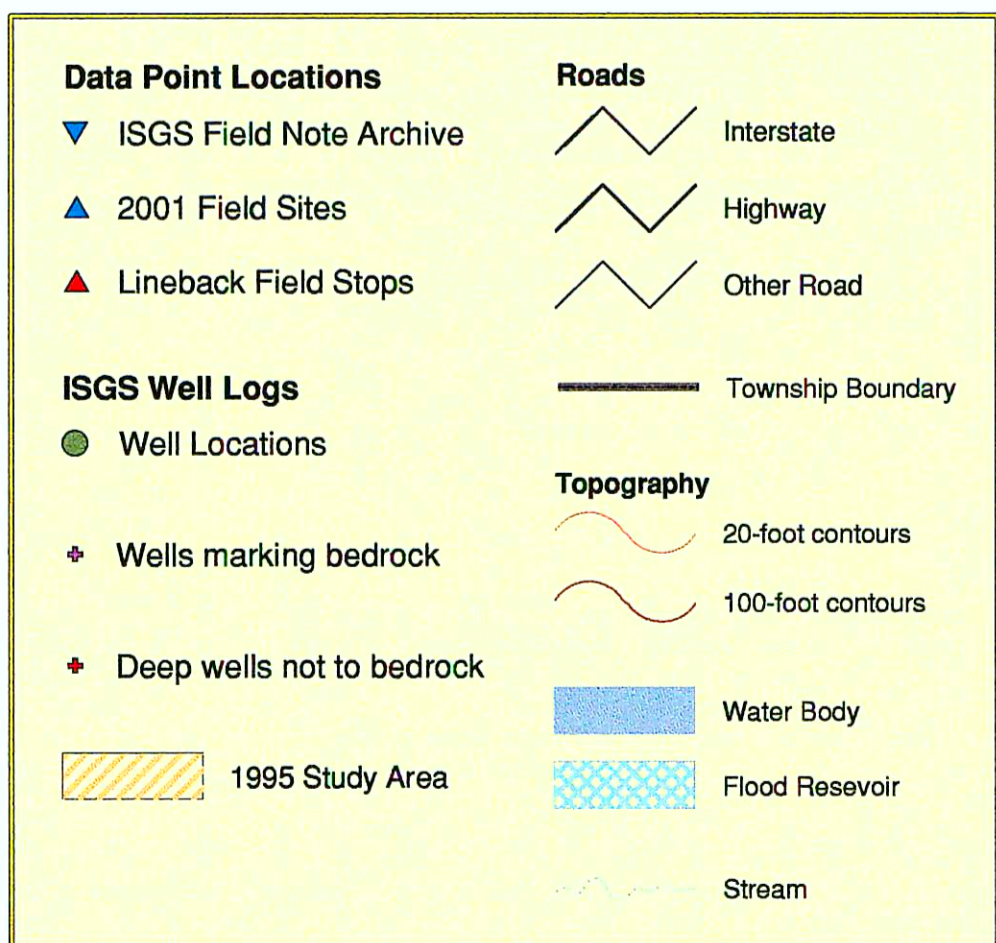 Data Point Locations
ISGS Field Note Archive
2001 Field Sites
Lineback Field Stops
ISGS Well Logs
Well Locations
Wells marking bedrock
Deep wells not to bedrock
1995 Study Area
Roads
Interstate
Highway
Other Road
Township Boundary
Topography
20-foot contours
100-foot contours
Water Body
Flood Resevoir
Stream